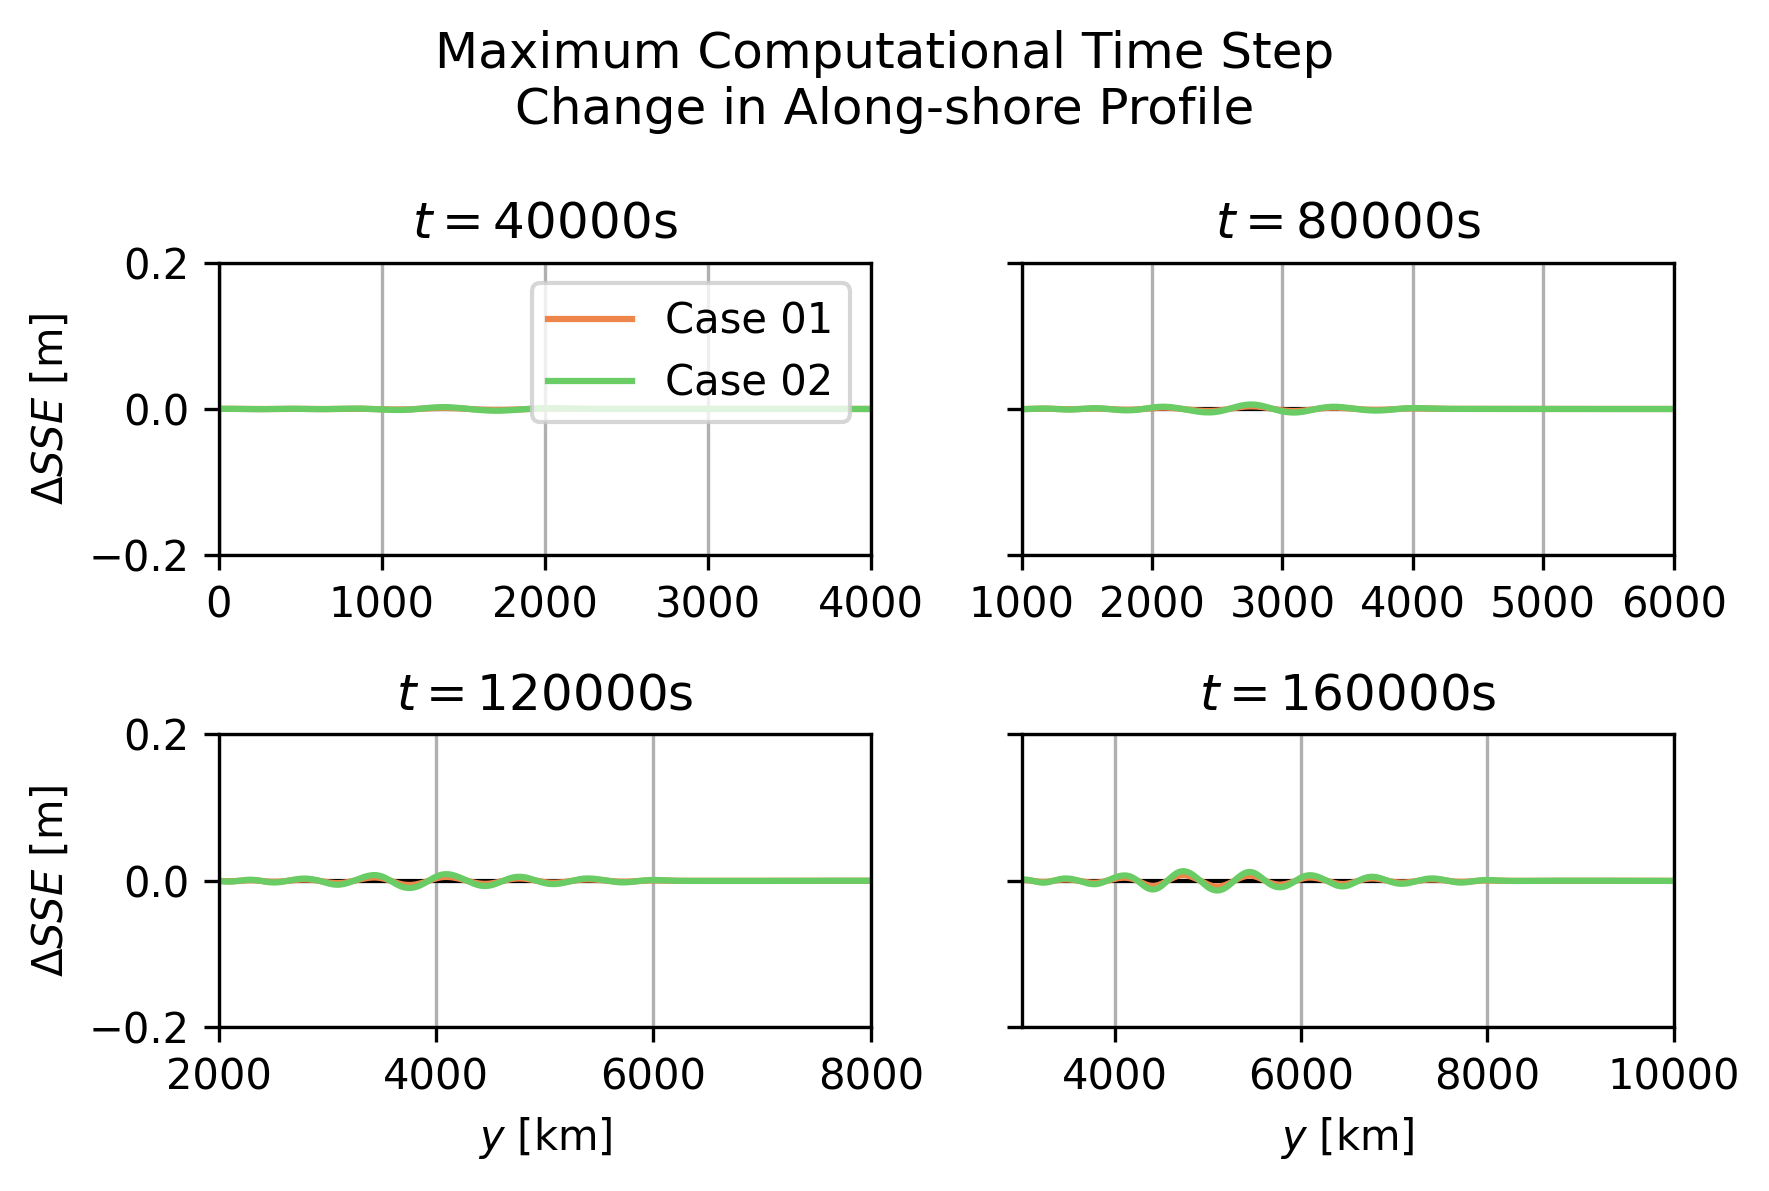 Maximum Computational Time Step
Change in Along-shore Profile
t = 40000s
t = 80000s
0.2
0.0
−0.2
ΔSSE [m]
Case 01
Case 02
0 1000 2000 3000 4000
1000 2000 3000 4000 5000 6000
t = 120000s
t = 160000s
0.2
0.0
−0.2
ΔSSE [m]
2000 4000 6000 8000
4000 6000 8000 10000
y [km]
y [km]